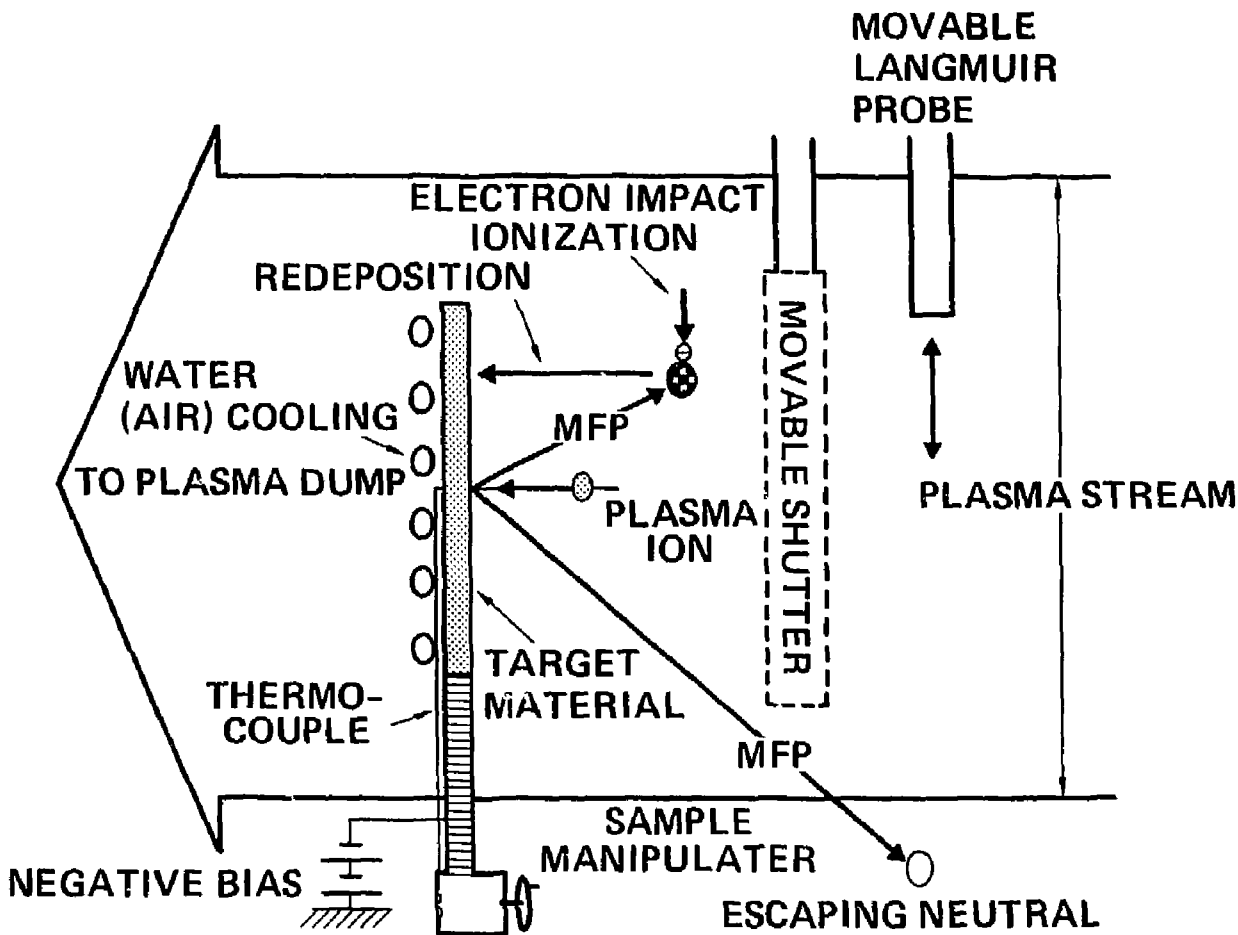 MOVABLE
LANGMUIR
PROBE
ELECTRON IMPACT
IONIZATION
REDEPOSITION
WATER
(AIR) COOLING
MFP
TO PLASMA DUMP
PLASMA
ION
MOVABLE SHUTTER
PLASMA STREAM
TARGET
MATERIAL
THERMO-
COUPLE
MFP
SAMPLE
MANIPULATER
NEGATIVE BIAS
ESCAPING NEUTRAL